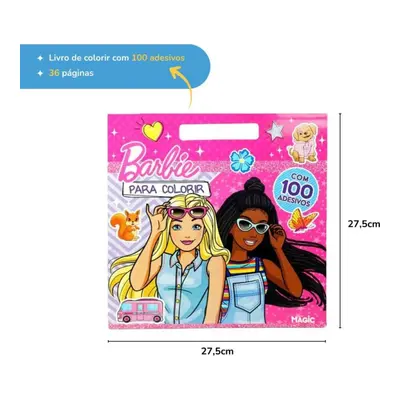 Livro de colorir com 100 adesivos
36 páginas
Barbie
PARA COLORIR
COM
100
ADESIVOS
27,5cm
MAGIC
27,5cm